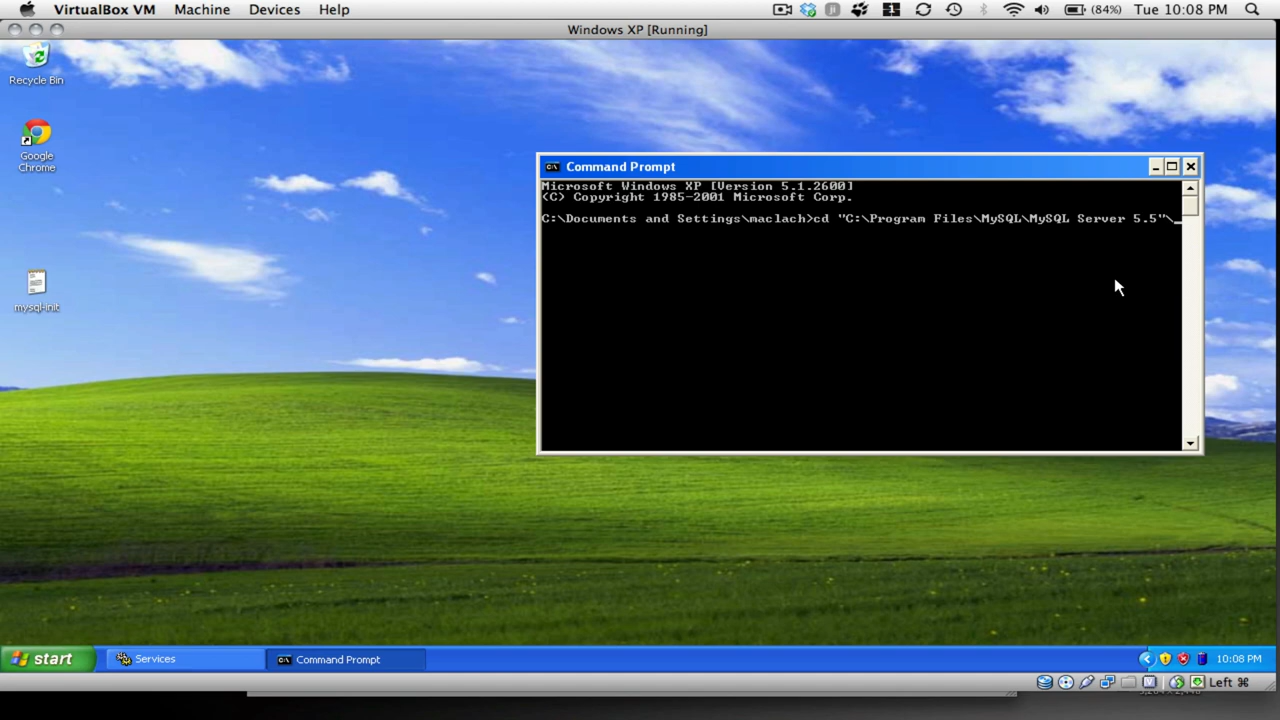 VirtualBox VM Machine Devices Help
1 (84%) Tue 10:08 PM
Windows XP [Running]
Recycle Bin
Google
Chrome
mysql-init
Command Prompt
Microsoft Windows XP [Version 5.1.2600]
(C) Copyright 1985-2001 Microsoft Corp.
C:\Documents and Settings\maclach>cd "C:\Program Files\MySQL\MySQL Server 5.5"\_
start Services Command Prompt 10:08 PM
Left ⌘